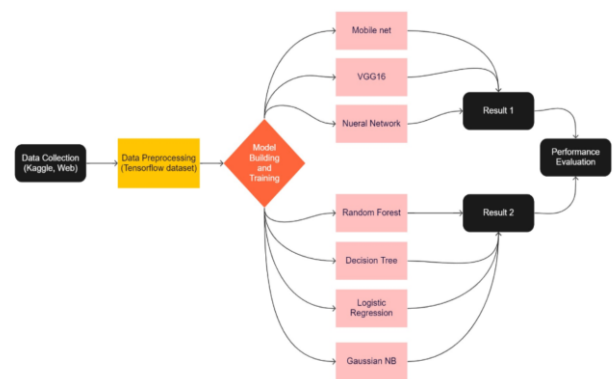 Mobile net
VGG16
Nueral Network
Result 1
Data Collection
(Kaggle, Web)
Data Preprocessing
(Tensorflow dataset)
Model
Building
and
Training
Performance
Evaluation
Random Forest
Result 2
Decision Tree
Logistic
Regression
Gaussian NB